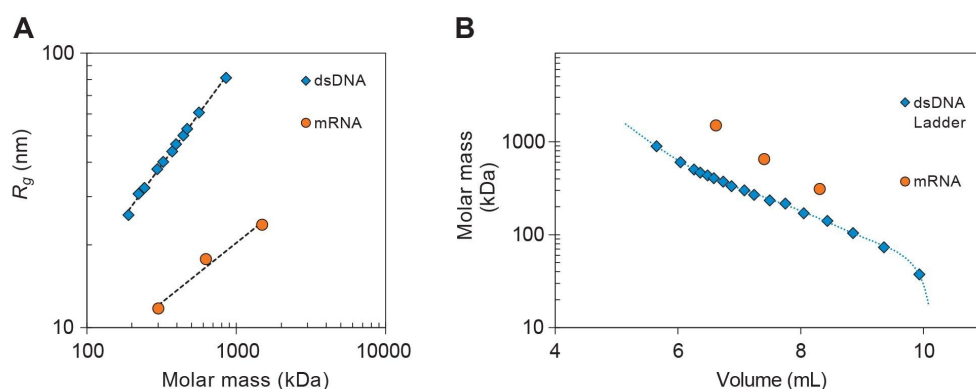 A
100
Rg (nm)
10
dsDNA
mRNA
100
1000
10000
Molar mass (kDa)
B
Molar mass
(kDa)
1000
100
10
dsDNA
Ladder
mRNA
4
6
8
10
Volume (mL)